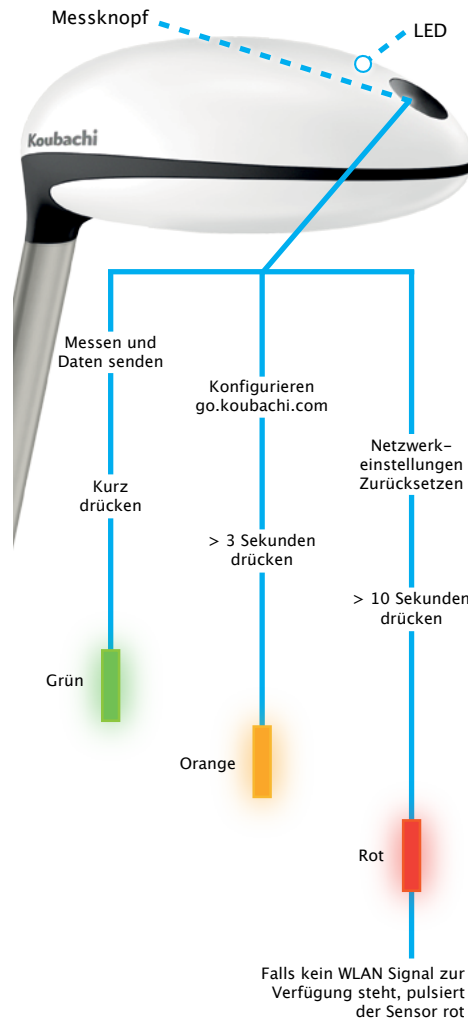 Messknopf
LED
Koubachi
Messen und
Daten senden
Kurz
drücken
Grün
Konfigurieren
go.koubachi.com
> 3 Sekunden
drücken
Orange
Netzwerk-
einstellungen
Zurücksetzen
> 10 Sekunden
drücken
Rot
Falls kein WLAN Signal zur
Verfügung steht, pulsiert
der Sensor rot